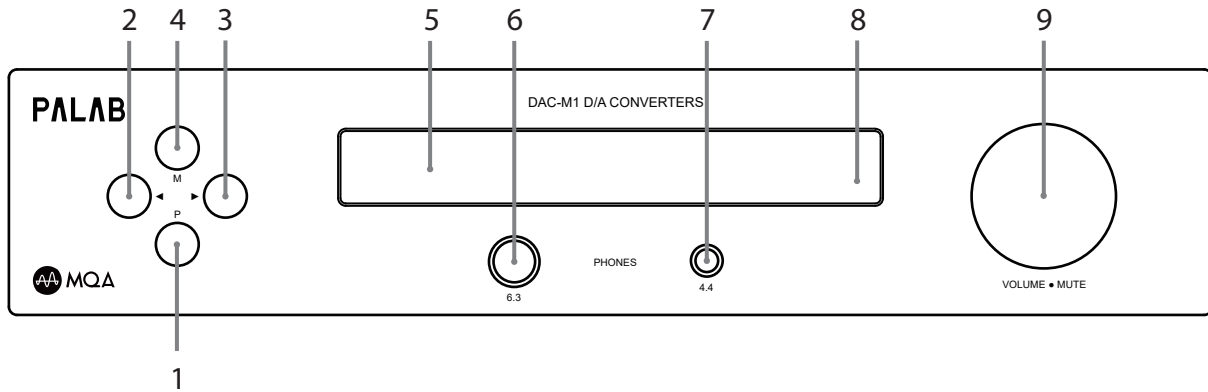 2 4 3 5 6 7 8 9
PALAB
DAC-M1 D/A CONVERTERS
M
◄ ►
P
PHONES
MQA
6.3
4.4
VOLUME ● MUTE
1